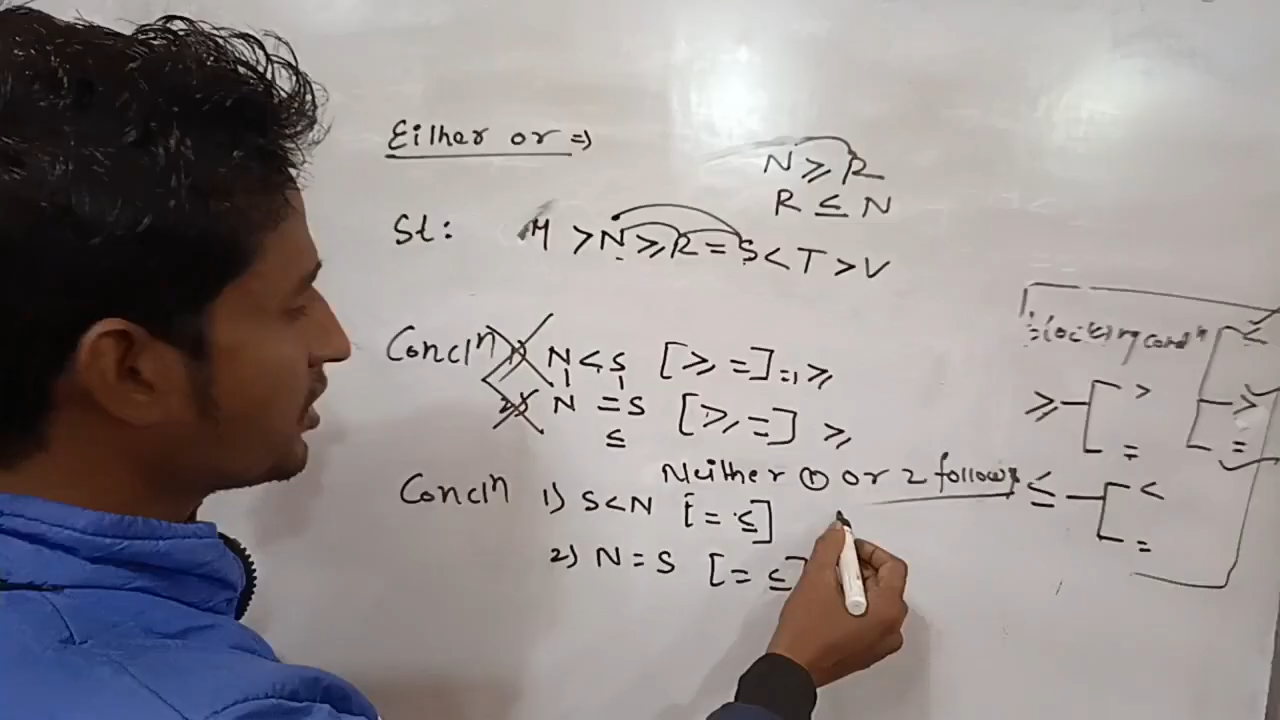 Either or ⇒
N ≥ R
R ≤ N
St: M > N ≥ R = S < T > V
Concln 1) N < S [≥, =] ⇒ ≥
2) N = S [≥, =] ≥
≤
Neither ① or 2 follows
Concln 1) S < N [= ≤]
2) N = S [= ≤]
≥ >
=
≤ <
=
<
>
=